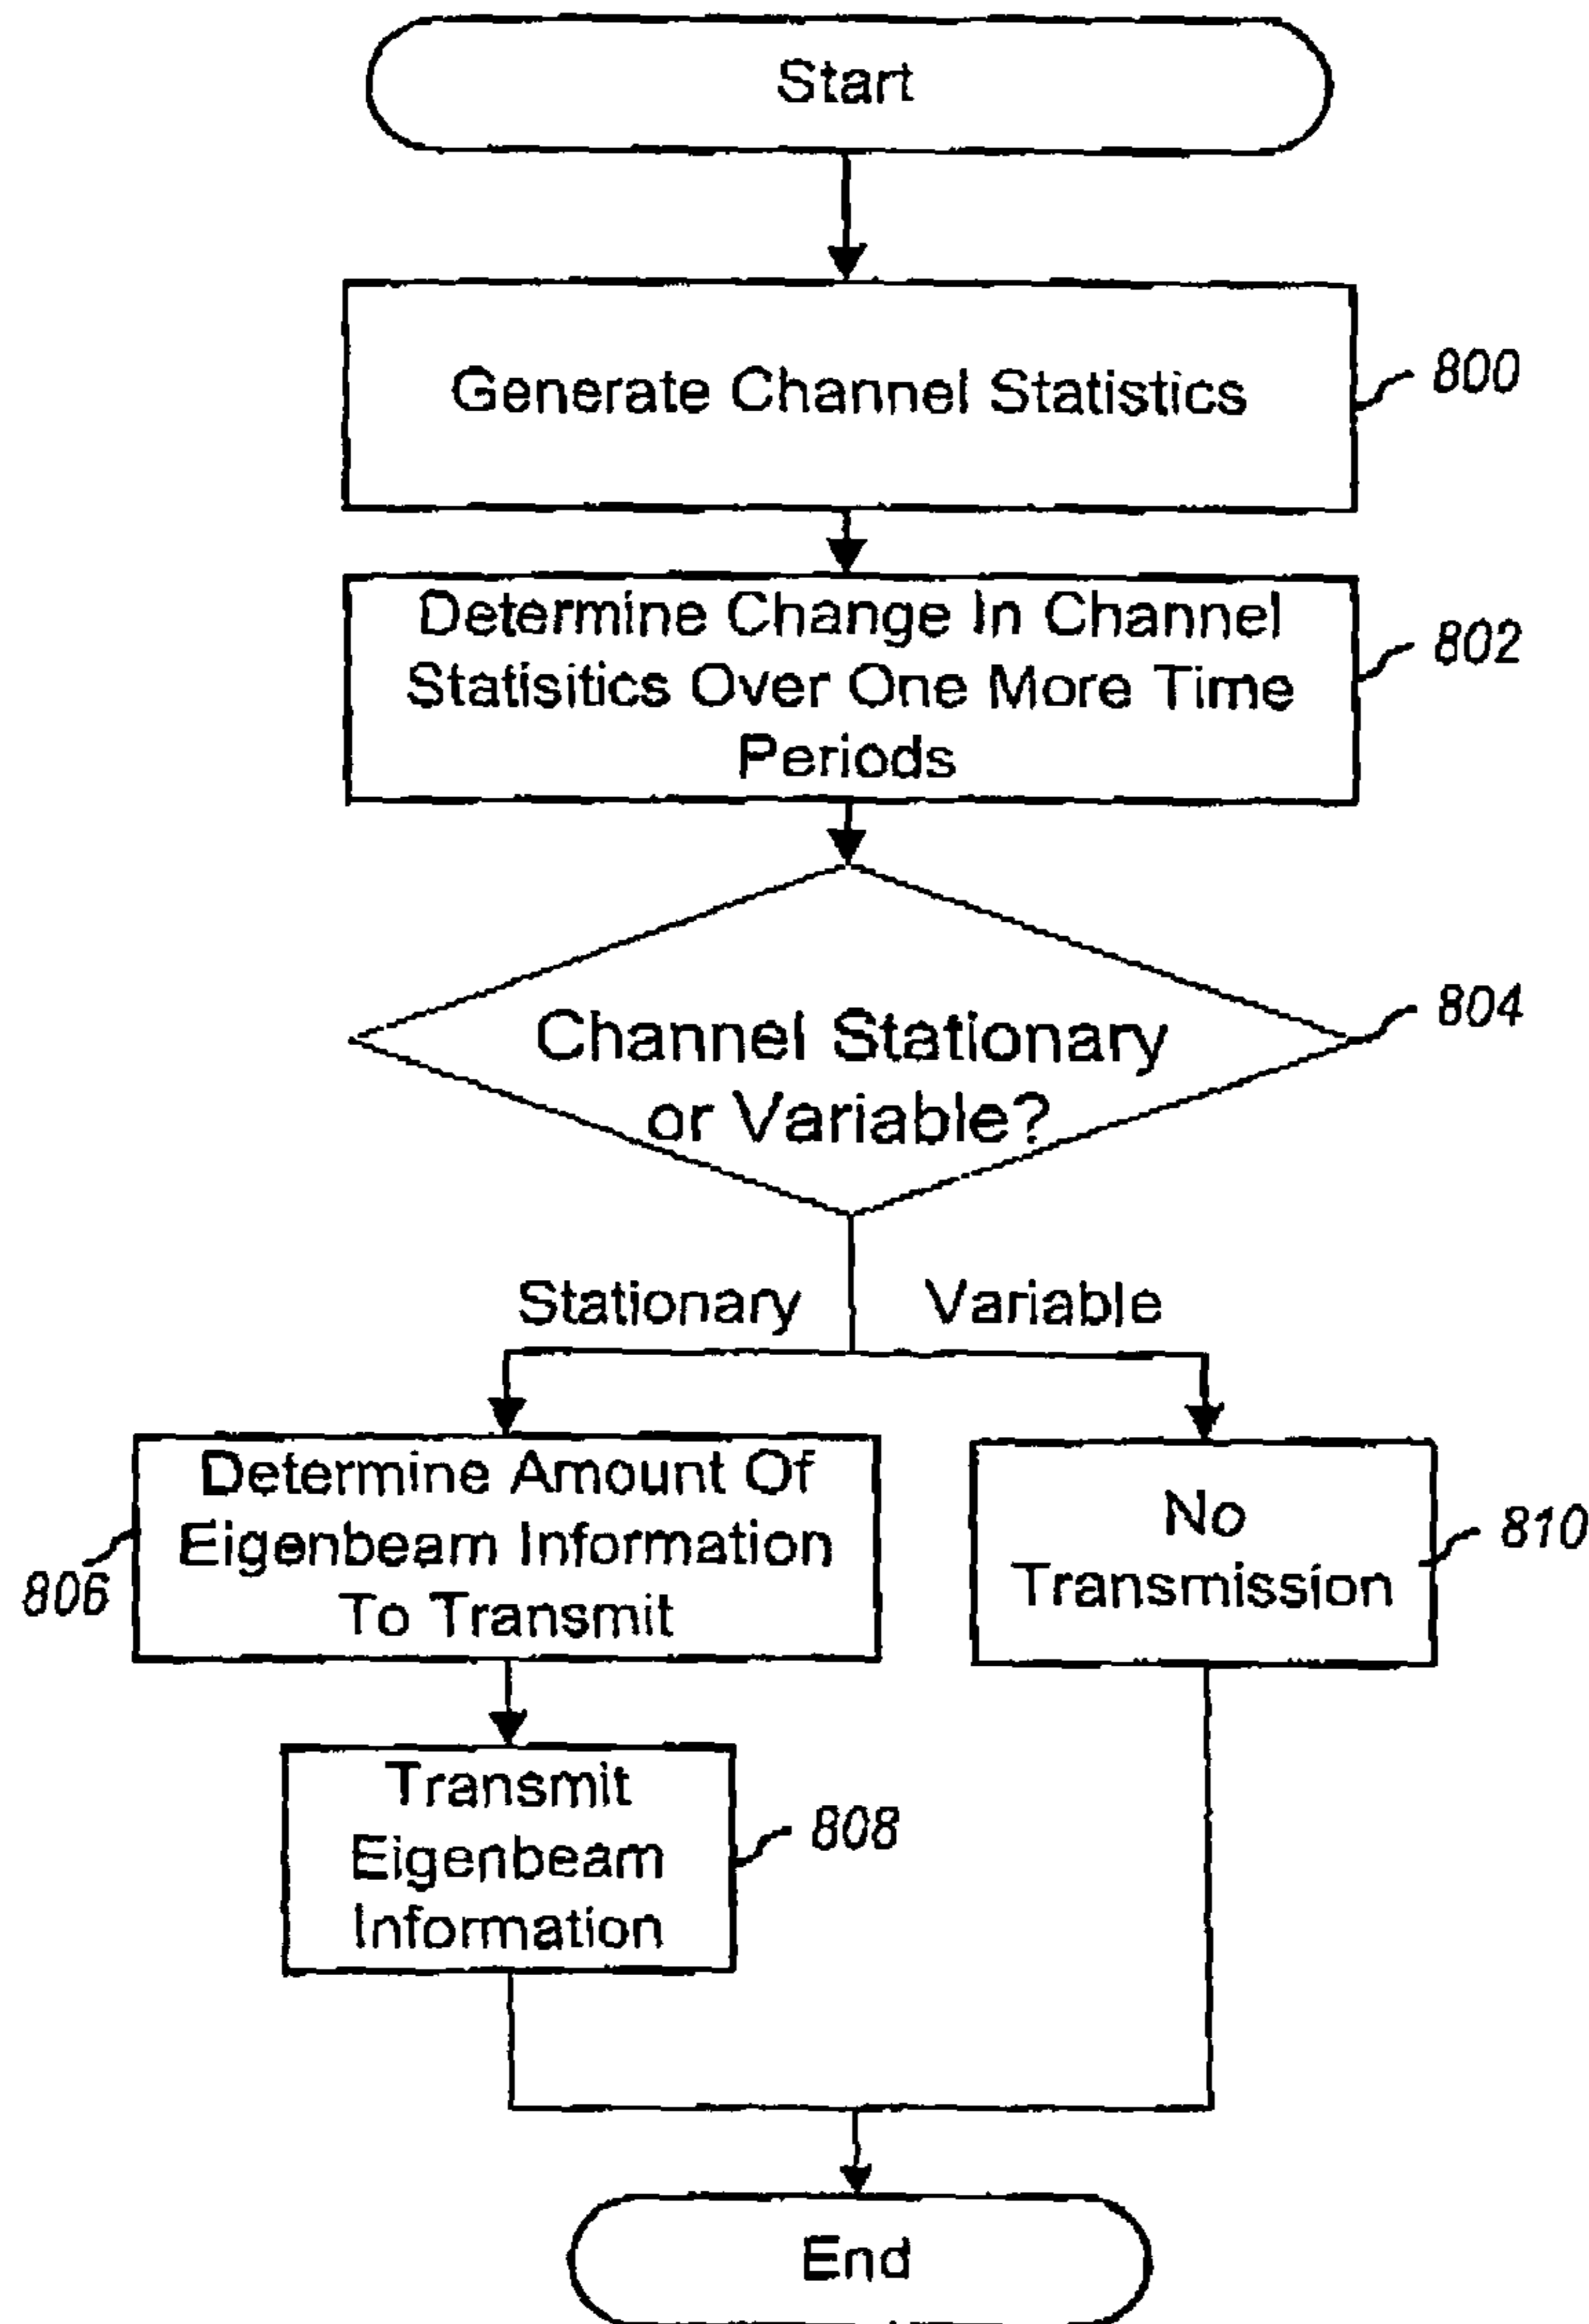 Start
Generate Channel Statistics
800
Determine Change In Channel
Statisitics Over One More Time
Periods
802
Channel Stationary
or Variable?
804
Stationary
Variable
Determine Amount Of
Eigenbeam Information
To Transmit
806
No
Transmission
810
Transmit
Eigenbeam
Information
808
End